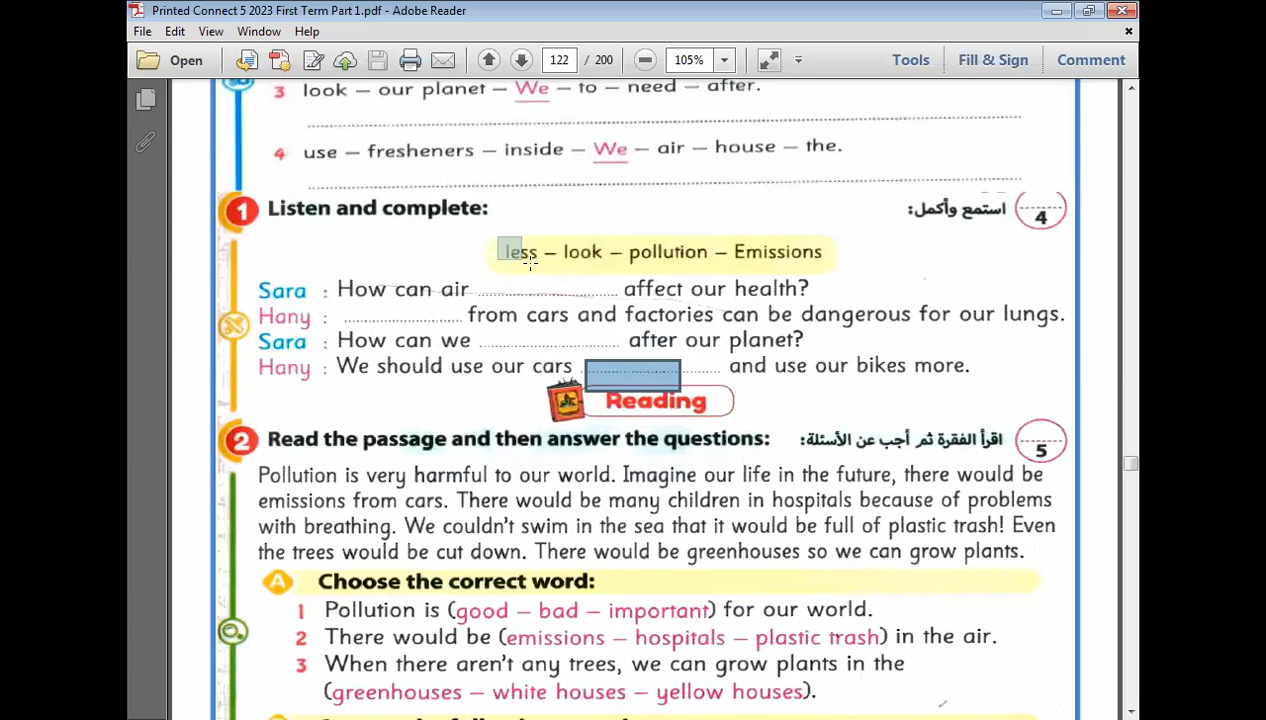 Printed Connect 5 2023 First Term Part 1.pdf - Adobe Reader
File Edit View Window Help
Open 122 / 200 105% Tools Fill & Sign Comment
3 look – our planet – We – to – need – after.
4 use – fresheners – inside – We – air – house – the.
1 Listen and complete: استمع وأكمل: 4
less – look – pollution – Emissions
Sara : How can air .................... affect our health?
Hany : .................... from cars and factories can be dangerous for our lungs.
Sara : How can we .................... after our planet?
Hany : We should use our cars .................... and use our bikes more.
Reading
2 Read the passage and then answer the questions: اقرأ الفقرة ثم أجب عن الأسئلة: 5
Pollution is very harmful to our world. Imagine our life in the future, there would be
emissions from cars. There would be many children in hospitals because of problems
with breathing. We couldn't swim in the sea that it would be full of plastic trash! Even
the trees would be cut down. There would be greenhouses so we can grow plants.
A Choose the correct word:
1 Pollution is (good – bad – important) for our world.
2 There would be (emissions – hospitals – plastic trash) in the air.
3 When there aren't any trees, we can grow plants in the
(greenhouses – white houses – yellow houses).